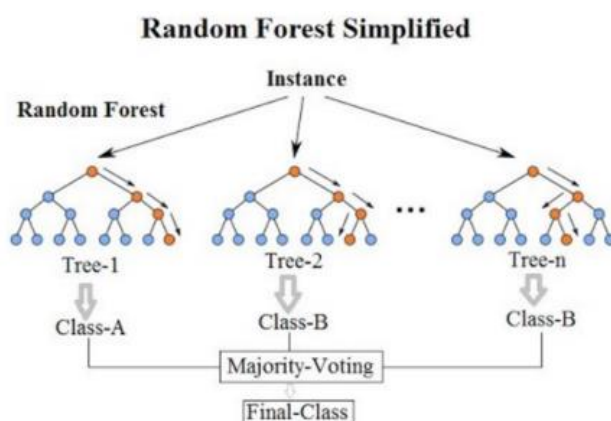 Random Forest Simplified
Instance
Random Forest
...
Tree-1
Tree-2
Tree-n
Class-A
Class-B
Class-B
Majority-Voting
Final-Class